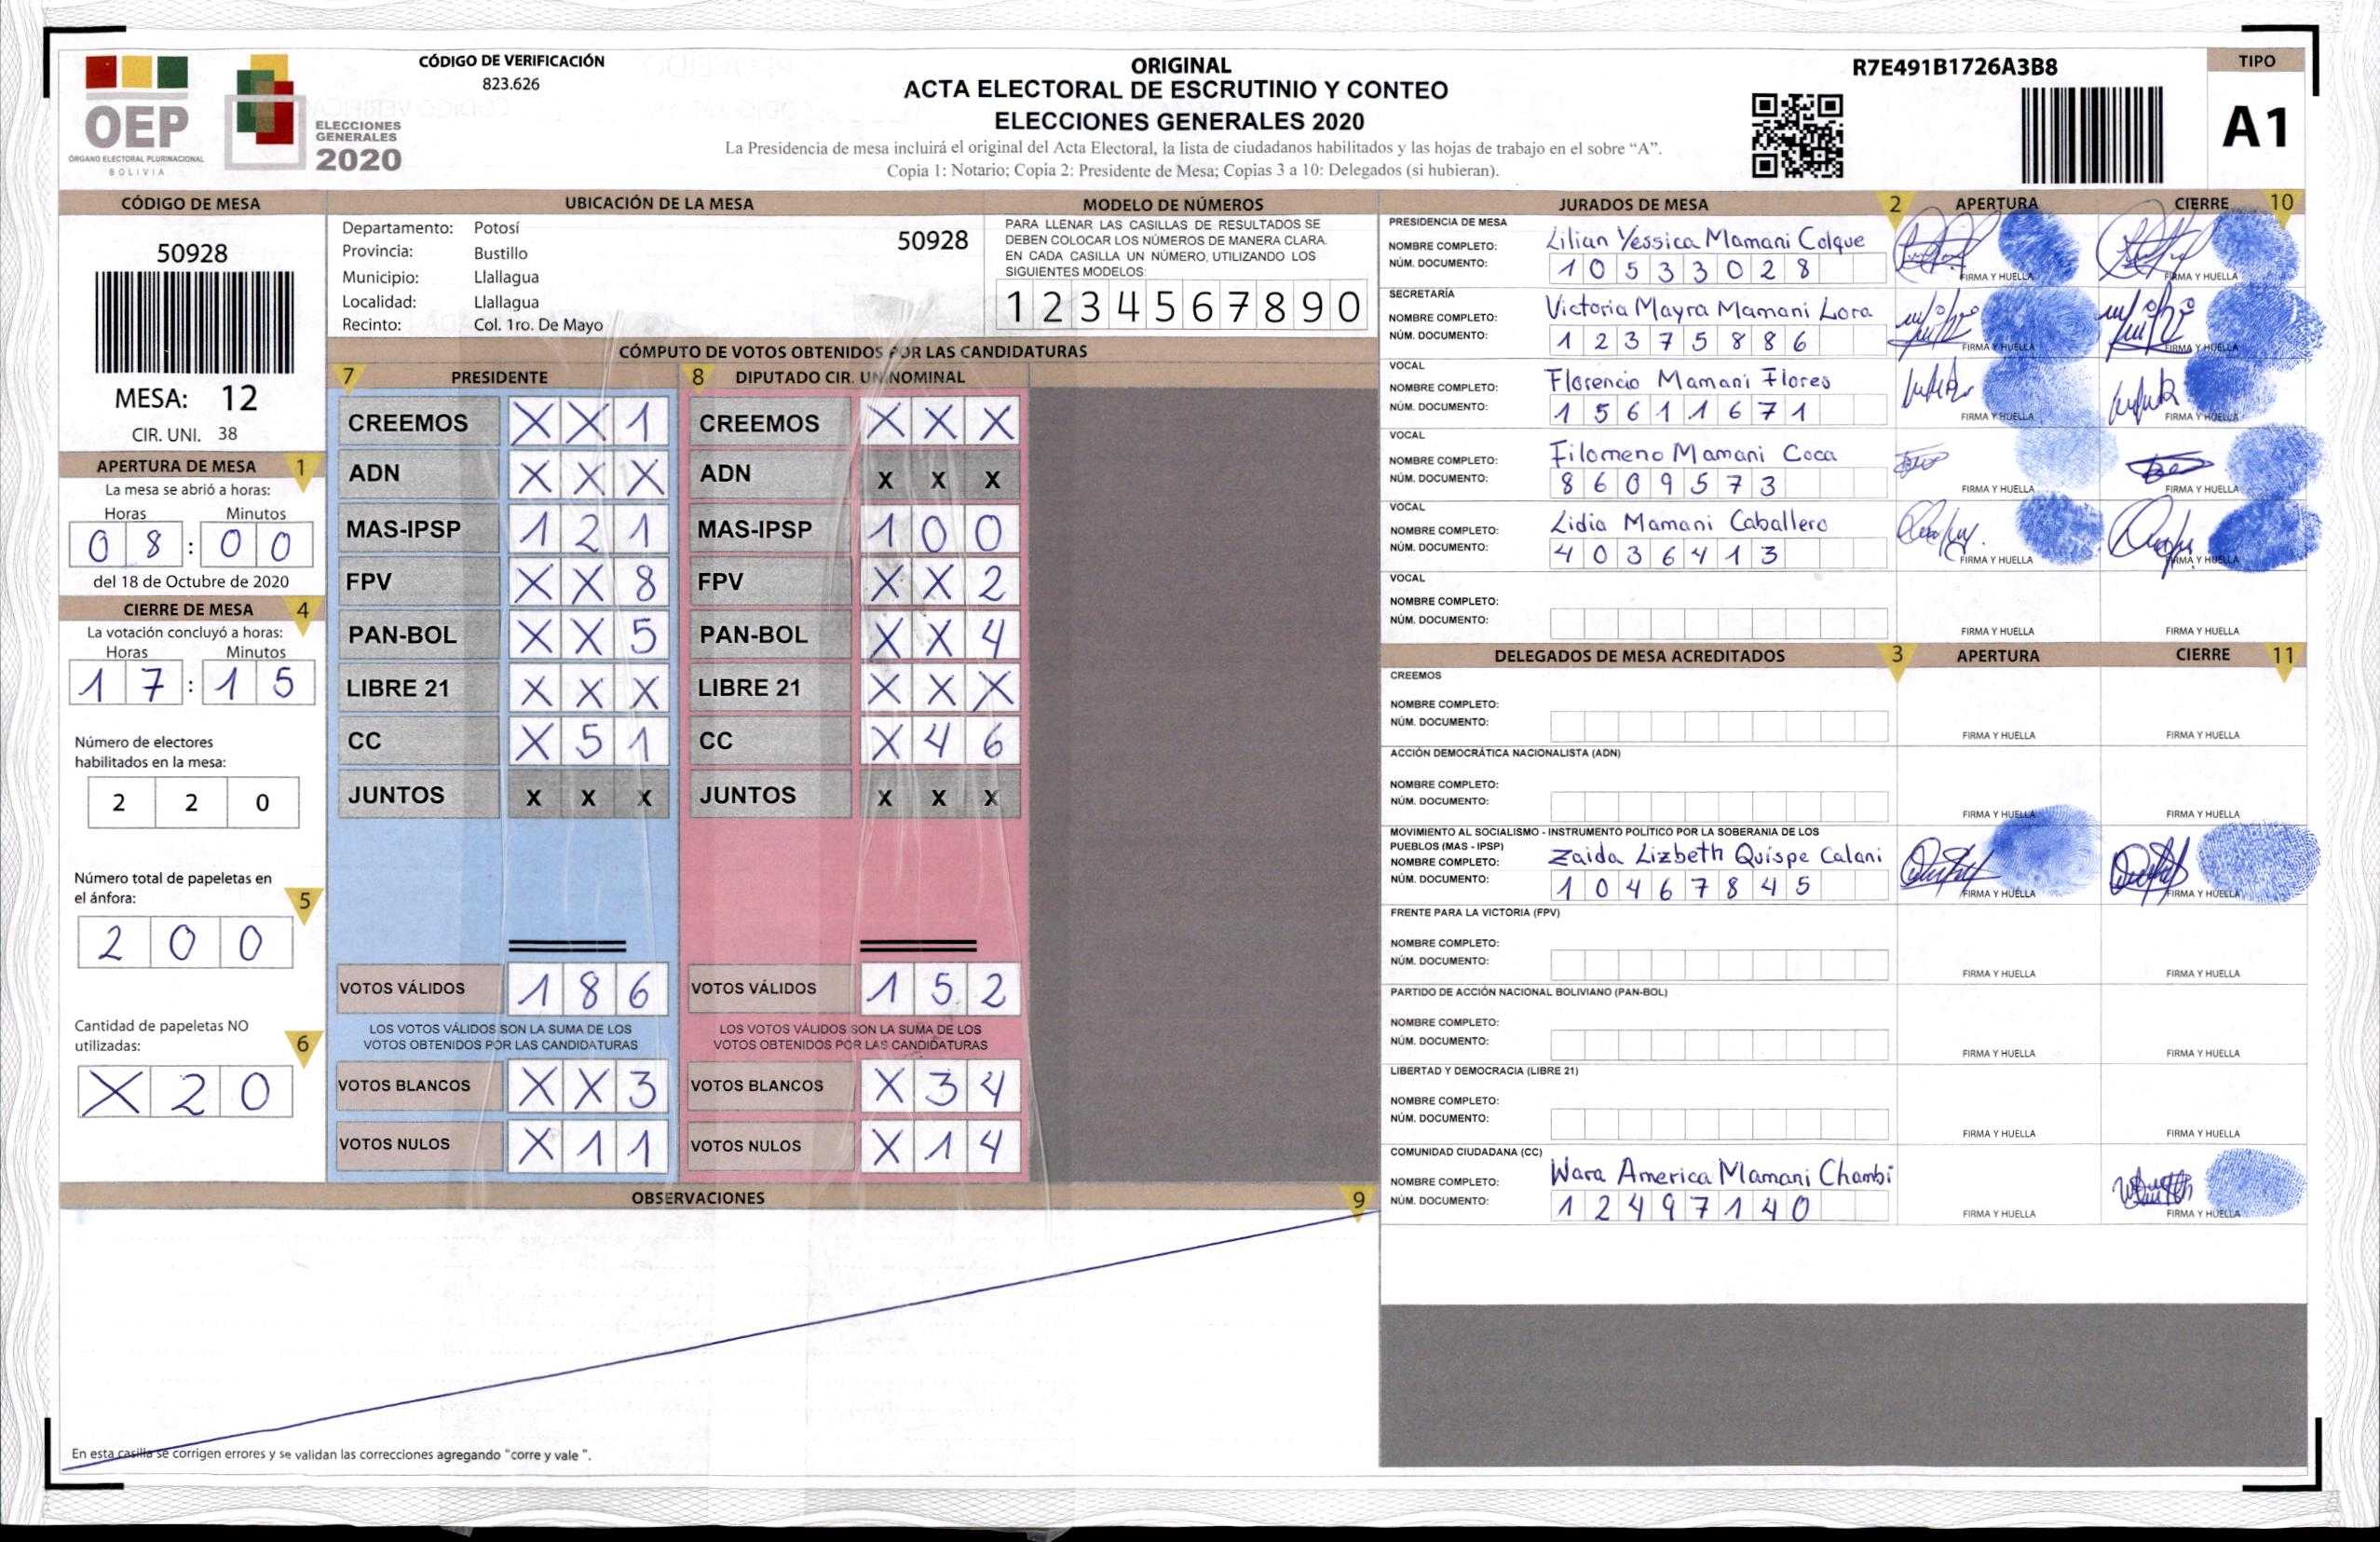 OEP
ÓRGANO ELECTORAL PLURINACIONAL
BOLIVIA
ELECCIONES
GENERALES
2020
CÓDIGO DE VERIFICACIÓN
823.626
ORIGINAL
ACTA ELECTORAL DE ESCRUTINIO Y CONTEO
ELECCIONES GENERALES 2020
La Presidencia de mesa incluirá el original del Acta Electoral, la lista de ciudadanos habilitados y las hojas de trabajo en el sobre “A”.
Copia 1: Notario; Copia 2: Presidente de Mesa; Copias 3 a 10: Delegados (si hubieran).
R7E491B1726A3B8
TIPO
A1
CÓDIGO DE MESA
50928
MESA: 12
CIR. UNI. 38
APERTURA DE MESA 1
La mesa se abrió a horas:
Horas Minutos
0 8 : 0 0
del 18 de Octubre de 2020
CIERRE DE MESA 4
La votación concluyó a horas:
Horas Minutos
1 7 : 1 5
Número de electores
habilitados en la mesa:
2 2 0
Número total de papeletas en
el ánfora: 5
2 0 0
Cantidad de papeletas NO
utilizadas: 6
X 2 0
UBICACIÓN DE LA MESA
Departamento: Potosí
Provincia: Bustillo
Municipio: Llallagua
Localidad: Llallagua
Recinto: Col. 1ro. De Mayo
50928
MODELO DE NÚMEROS
PARA LLENAR LAS CASILLAS DE RESULTADOS SE
DEBEN COLOCAR LOS NÚMEROS DE MANERA CLARA.
EN CADA CASILLA UN NÚMERO, UTILIZANDO LOS
SIGUIENTES MODELOS:
1 2 3 4 5 6 7 8 9 0
CÓMPUTO DE VOTOS OBTENIDOS POR LAS CANDIDATURAS
7 PRESIDENTE
CREEMOS X X 1
ADN X X X
MAS-IPSP 1 2 1
FPV X X 8
PAN-BOL X X 5
LIBRE 21 X X X
CC X 5 1
JUNTOS X X X
VOTOS VÁLIDOS 1 8 6
LOS VOTOS VÁLIDOS SON LA SUMA DE LOS
VOTOS OBTENIDOS POR LAS CANDIDATURAS
VOTOS BLANCOS X X 3
VOTOS NULOS X 1 1
8 DIPUTADO CIR. UNINOMINAL
CREEMOS X X X
ADN X X X
MAS-IPSP 1 0 0
FPV X X 2
PAN-BOL X X 4
LIBRE 21 X X X
CC X 4 6
JUNTOS X X X
VOTOS VÁLIDOS 1 5 2
LOS VOTOS VÁLIDOS SON LA SUMA DE LOS
VOTOS OBTENIDOS POR LAS CANDIDATURAS
VOTOS BLANCOS X 3 4
VOTOS NULOS X 1 4
OBSERVACIONES 9
En esta casilla se corrigen errores y se validan las correcciones agregando "corre y vale ".
JURADOS DE MESA 2 APERTURA CIERRE 10
PRESIDENCIA DE MESA
NOMBRE COMPLETO: Lilian Yessica Mamani Colque
NÚM. DOCUMENTO: 1 0 5 3 3 0 2 8
FIRMA Y HUELLA FIRMA Y HUELLA
SECRETARÍA
NOMBRE COMPLETO: Victoria Mayra Mamani Lora
NÚM. DOCUMENTO: 1 2 3 7 5 8 8 6
FIRMA Y HUELLA FIRMA Y HUELLA
VOCAL
NOMBRE COMPLETO: Florencio Mamani Flores
NÚM. DOCUMENTO: 1 5 6 1 1 6 7 1
FIRMA Y HUELLA FIRMA Y HUELLA
VOCAL
NOMBRE COMPLETO: Filomeno Mamani Coca
NÚM. DOCUMENTO: 8 6 0 9 5 7 3
FIRMA Y HUELLA FIRMA Y HUELLA
VOCAL
NOMBRE COMPLETO: Lidia Mamani Caballero
NÚM. DOCUMENTO: 4 0 3 6 4 1 3
FIRMA Y HUELLA FIRMA Y HUELLA
VOCAL
NOMBRE COMPLETO:
NÚM. DOCUMENTO:
FIRMA Y HUELLA FIRMA Y HUELLA
DELEGADOS DE MESA ACREDITADOS 3 APERTURA CIERRE 11
CREEMOS
NOMBRE COMPLETO:
NÚM. DOCUMENTO:
FIRMA Y HUELLA FIRMA Y HUELLA
ACCIÓN DEMOCRÁTICA NACIONALISTA (ADN)
NOMBRE COMPLETO:
NÚM. DOCUMENTO:
FIRMA Y HUELLA FIRMA Y HUELLA
MOVIMIENTO AL SOCIALISMO - INSTRUMENTO POLÍTICO POR LA SOBERANIA DE LOS
PUEBLOS (MAS - IPSP)
NOMBRE COMPLETO: Zaida Lizbeth Quispe Calani
NÚM. DOCUMENTO: 1 0 4 6 7 8 4 5
FIRMA Y HUELLA FIRMA Y HUELLA
FRENTE PARA LA VICTORIA (FPV)
NOMBRE COMPLETO:
NÚM. DOCUMENTO:
FIRMA Y HUELLA FIRMA Y HUELLA
PARTIDO DE ACCIÓN NACIONAL BOLIVIANO (PAN-BOL)
NOMBRE COMPLETO:
NÚM. DOCUMENTO:
FIRMA Y HUELLA FIRMA Y HUELLA
LIBERTAD Y DEMOCRACIA (LIBRE 21)
NOMBRE COMPLETO:
NÚM. DOCUMENTO:
FIRMA Y HUELLA FIRMA Y HUELLA
COMUNIDAD CIUDADANA (CC)
NOMBRE COMPLETO: Wara America Mamani Chambi
NÚM. DOCUMENTO: 1 2 4 9 7 1 4 0
FIRMA Y HUELLA FIRMA Y HUELLA